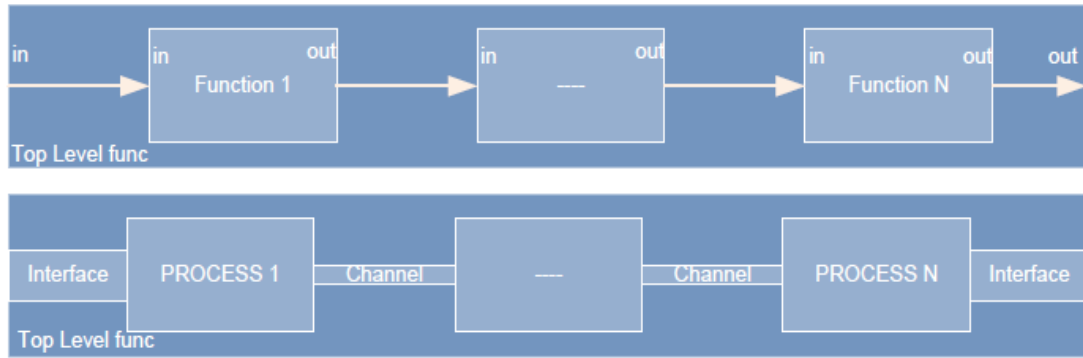 in
in
Function 1
out
in
----
out
in
Function N
out
out
Top Level func
Interface
PROCESS 1
Channel
----
Channel
PROCESS N
Interface
Top Level func